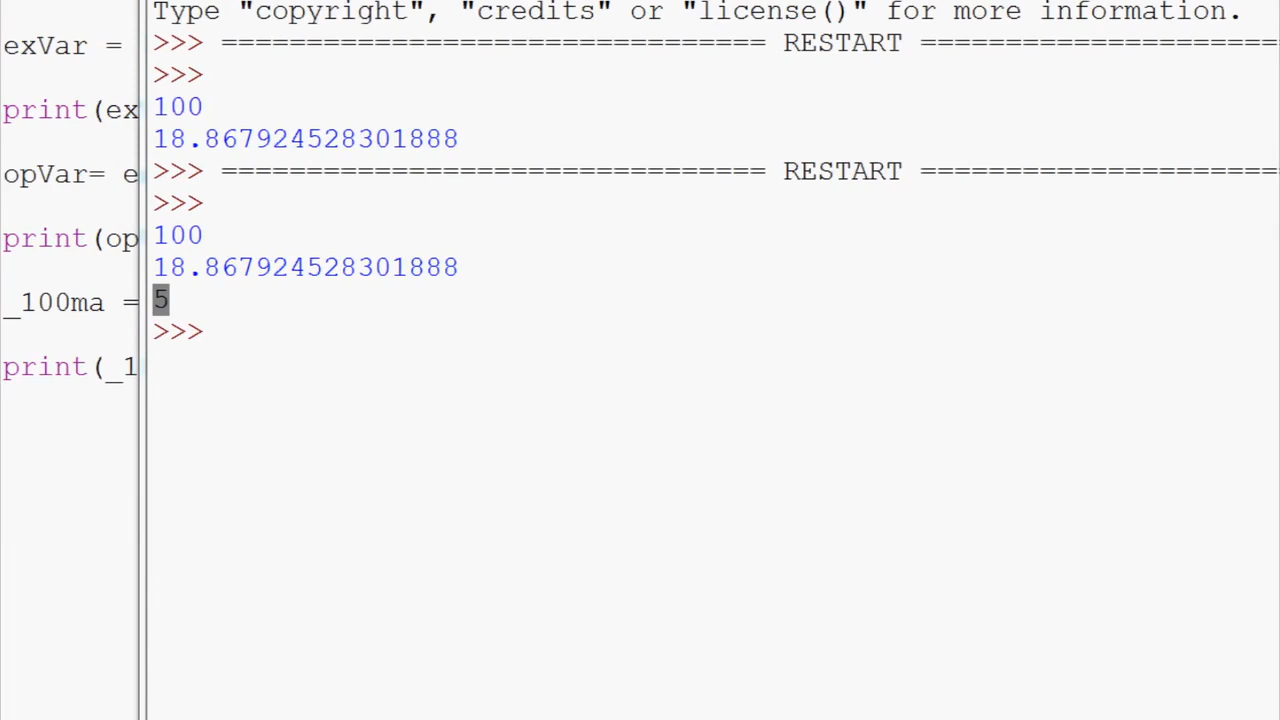 Type "copyright", "credits" or "license()" for more information.
>>> ================================ RESTART =====================
>>>
100
18.867924528301888
>>> ================================ RESTART =====================
>>>
100
18.867924528301888
5
>>>
exVar =
print(ex
opVar= e
print(op
_100ma =
print(_1